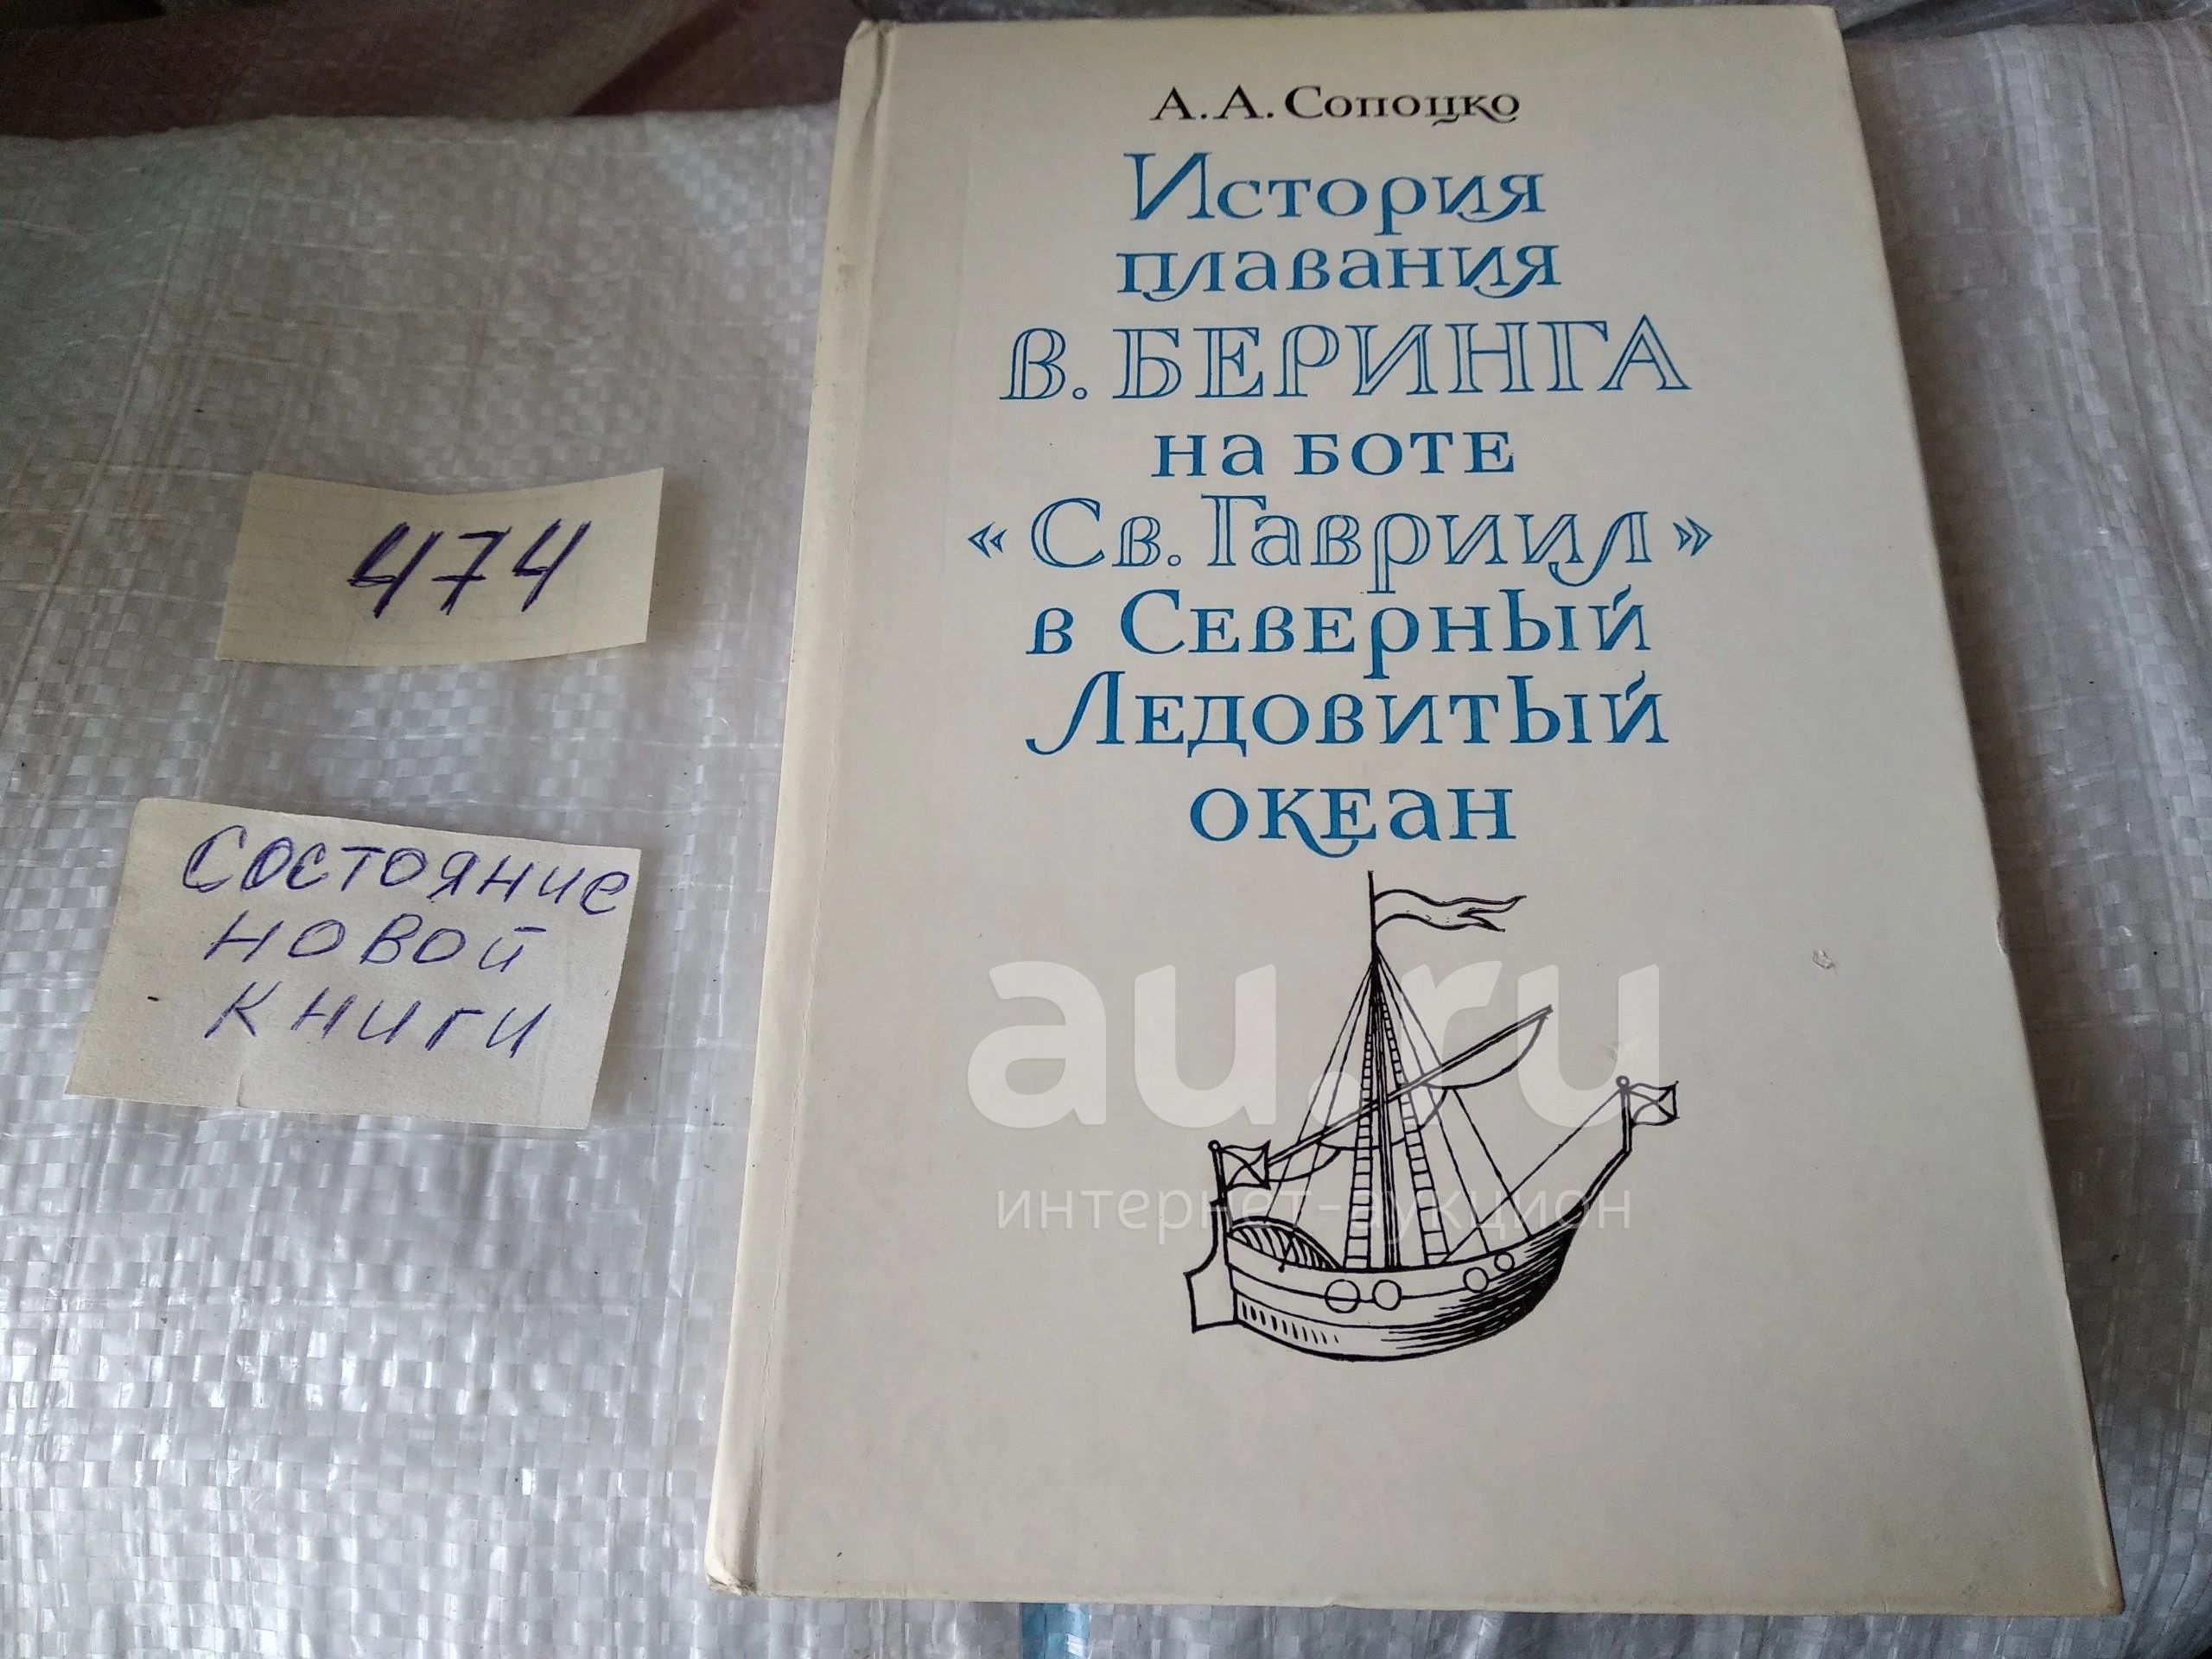 474
Состояние
новой
книги
А. А. Сопоцко
История
плавания
В. БЕРИНГА
на боте
«Св. Гавриил»
в Северный
Ледовитый
океан
au.ru
интернет-аукцион